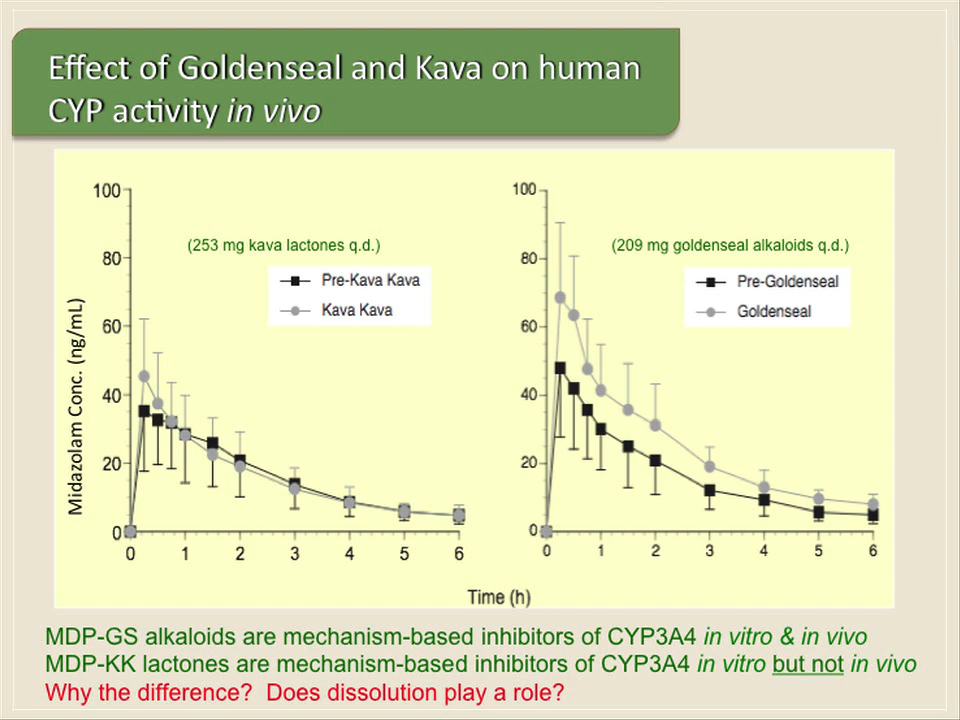 Effect of Goldenseal and Kava on human
CYP activity in vivo
Midazolam Conc. (ng/mL)
100
80
60
40
20
0
0 1 2 3 4 5 6
(253 mg kava lactones q.d.)
Pre-Kava Kava
Kava Kava
100
80
60
40
20
0
0 1 2 3 4 5 6
(209 mg goldenseal alkaloids q.d.)
Pre-Goldenseal
Goldenseal
Time (h)
MDP-GS alkaloids are mechanism-based inhibitors of CYP3A4 in vitro & in vivo
MDP-KK lactones are mechanism-based inhibitors of CYP3A4 in vitro but not in vivo
Why the difference? Does dissolution play a role?